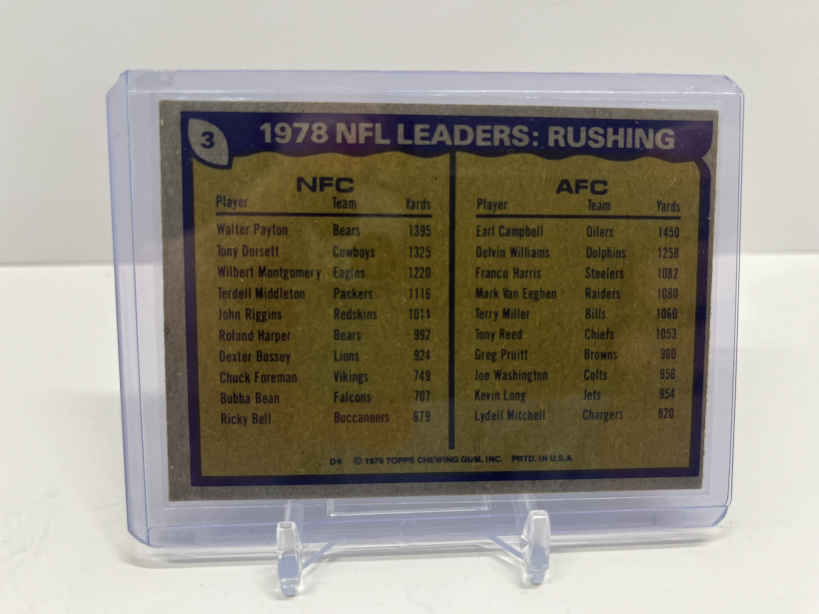 3
1978 NFL LEADERS: RUSHING
NFC
Player Team Yards
Walter Payton Bears 1395
Tony Dorsett Cowboys 1325
Wilbert Montgomery Eagles 1220
Terdell Middleton Packers 1116
John Riggins Redskins 1014
Roland Harper Bears 992
Dexter Bussey Lions 924
Chuck Foreman Vikings 749
Bubba Bean Falcons 707
Ricky Bell Buccaneers 679
AFC
Player Team Yards
Earl Campbell Oilers 1450
Delvin Williams Dolphins 1258
Franco Harris Steelers 1082
Mark Van Eeghen Raiders 1080
Terry Miller Bills 1060
Tony Reed Chiefs 1053
Greg Pruitt Browns 960
Joe Washington Colts 956
Kevin Long Jets 954
Lydell Mitchell Chargers 820
D* © 1979 TOPPS CHEWING GUM, INC. PRTD. IN U.S.A.